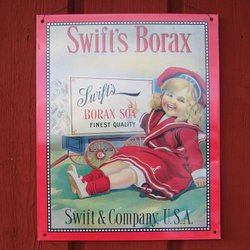 Swift's Borax
Swift's
BORAX SOA
FINEST QUALITY
Swift & Company, U.S.A.